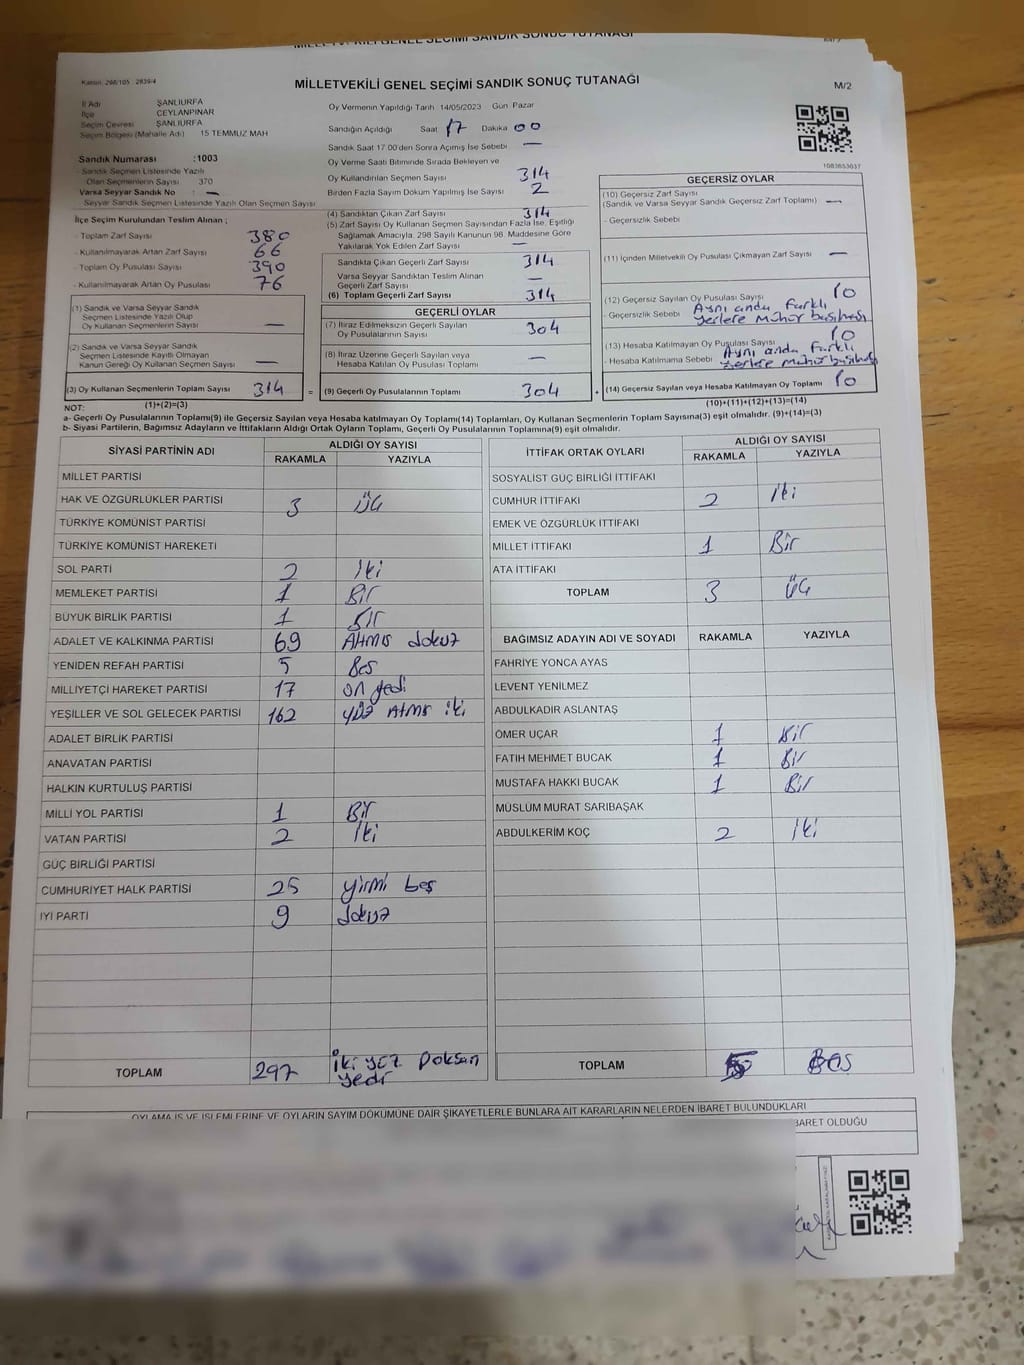 MİLLETVEKİLİ GENEL SEÇİMİ SANDIK SONUÇ TUTANAĞI
Kanun: 298/105 , 2839/4
MİLLETVEKİLİ GENEL SEÇİMİ SANDIK SONUÇ TUTANAĞI
M/2
İl Adı ŞANLIURFA
İlçe CEYLANPINAR
Seçim Çevresi ŞANLIURFA
Seçim Bölgesi (Mahalle Adı) 15 TEMMUZ MAH
Oy Vermenin Yapıldığı Tarih 14/05/2023 Gün Pazar
Sandığın Açıldığı Saat 17 Dakika 00
Sandık Saat 17.00'den Sonra Açımış İse Sebebi —
Sandık Numarası :1003
- Sandık Seçmen Listesinde Yazılı
Olan Seçmenlerin Sayısı 370
Varsa Seyyar Sandık No : —
Seyyar Sandık Seçmen Listesinde Yazılı Olan Seçmen Sayısı
Oy Verme Saati Bitiminde Sırada Bekleyen ve
Oy Kullandırılan Seçmen Sayısı 314
Birden Fazla Sayım Döküm Yapılmış İse Sayısı 2
1083653037
İlçe Seçim Kurulundan Teslim Alınan ;
- Toplam Zarf Sayısı 380
- Kullanılmayarak Artan Zarf Sayısı 66
- Toplam Oy Pusulası Sayısı 390
- Kullanılmayarak Artan Oy Pusulası 76
(4) Sandıktan Çıkan Zarf Sayısı 314
(5) Zarf Sayısı Oy Kullanan Seçmen Sayısından Fazla İse, Eşitliği
Sağlamak Amacıyla, 298 Sayılı Kanunun 98. Maddesine Göre
Yakılarak Yok Edilen Zarf Sayısı —
Sandıkta Çıkan Geçerli Zarf Sayısı 314
Varsa Seyyar Sandıktan Teslim Alınan
Geçerli Zarf Sayısı —
(6) Toplam Geçerli Zarf Sayısı 314
GEÇERSİZ OYLAR
(10) Geçersiz Zarf Sayısı
(Sandık ve Varsa Seyyar Sandık Geçersiz Zarf Toplamı) —
- Geçersizlik Sebebi
(11) İçinden Milletvekili Oy Pusulası Çıkmayan Zarf Sayısı —
(12) Geçersiz Sayılan Oy Pusulası Sayısı 10
- Geçersizlik Sebebi Aynı anda farklı
yerlere mühür basılması
(13) Hesaba Katılmayan Oy Pusulası Sayısı 10
- Hesaba Katılmama Sebebi Aynı anda farklı
yerlere mühür basılması
(14) Geçersiz Sayılan veya Hesaba Katılmayan Oy Toplamı 10
(10)+(11)+(12)+(13)=(14)
(1) Sandık ve Varsa Seyyar Sandık
Seçmen Listesinde Yazılı Olup
Oy Kullanan Seçmenlerin Sayısı —
(2) Sandık ve Varsa Seyyar Sandık
Seçmen Listesinde Kayıtlı Olmayan
Kanun Gereği Oy Kullanan Seçmen Sayısı —
(3) Oy Kullanan Seçmenlerin Toplam Sayısı 314 =
(1)+(2)=(3)
GEÇERLİ OYLAR
(7) İtiraz Edilmeksizin Geçerli Sayılan
Oy Pusulalarının Sayısı 304
(8) İtiraz Üzerine Geçerli Sayılan veya
Hesaba Katılan Oy Pusulası Toplamı —
(9) Geçerli Oy Pusulalarının Toplamı 304 +
NOT:
a- Geçerli Oy Pusulalarının Toplamı(9) ile Geçersiz Sayılan veya Hesaba katılmayan Oy Toplamı(14) Toplamları, Oy Kullanan Seçmenlerin Toplam Sayısına(3) eşit olmalıdır. (9)+(14)=(3)
b- Siyasi Partilerin, Bağımsız Adayların ve İttifakların Aldığı Ortak Oyların Toplamı, Geçerli Oy Pusulalarının Toplamına(9) eşit olmalıdır.
SİYASİ PARTİNİN ADI ALDIĞI OY SAYISI
RAKAMLA YAZIYLA
MİLLET PARTİSİ
HAK VE ÖZGÜRLÜKLER PARTİSİ 3 Üç
TÜRKİYE KOMÜNİST PARTİSİ
TÜRKİYE KOMÜNİST HAREKETİ
SOL PARTİ 2 İki
MEMLEKET PARTİSİ 1 Bir
BÜYÜK BİRLİK PARTİSİ 1 Bir
ADALET VE KALKINMA PARTİSİ 69 Atmış dokuz
YENİDEN REFAH PARTİSİ 5 Beş
MİLLİYETÇİ HAREKET PARTİSİ 17 on yedi
YEŞİLLER VE SOL GELECEK PARTİSİ 162 yüz Atmış iki
ADALET BİRLİK PARTİSİ
ANAVATAN PARTİSİ
HALKIN KURTULUŞ PARTİSİ
MİLLİ YOL PARTİSİ 1 Bir
VATAN PARTİSİ 2 İki
GÜÇ BİRLİĞİ PARTİSİ
CUMHURİYET HALK PARTİSİ 25 yirmi beş
İYİ PARTİ 9 dokuz
TOPLAM 297 iki yüz Doksan
yedi
İTTİFAK ORTAK OYLARI ALDIĞI OY SAYISI
RAKAMLA YAZIYLA
SOSYALİST GÜÇ BİRLİĞİ İTTİFAKI
CUMHUR İTTİFAKI 2 İki
EMEK VE ÖZGÜRLÜK İTTİFAKI
MİLLET İTTİFAKI 1 Bir
ATA İTTİFAKI
TOPLAM 3 Üç
BAĞIMSIZ ADAYIN ADI VE SOYADI RAKAMLA YAZIYLA
FAHRİYE YONCA AYAS
LEVENT YENİLMEZ
ABDULKADIR ASLANTAŞ
ÖMER UÇAR 1 Bir
FATİH MEHMET BUCAK 1 Bir
MUSTAFA HAKKI BUCAK 1 Bir
MÜSLÜM MURAT SARIBAŞAK
ABDULKERİM KOÇ 2 İki
TOPLAM 5 BEŞ
OYLAMA İŞ VE İŞLEMLERİNE VE OYLARIN SAYIM DÖKÜMÜNE DAİR ŞİKAYETLERLE BUNLARA AİT KARARLARIN NELERDEN İBARET BULUNDUKLARI
BARET OLDUĞU